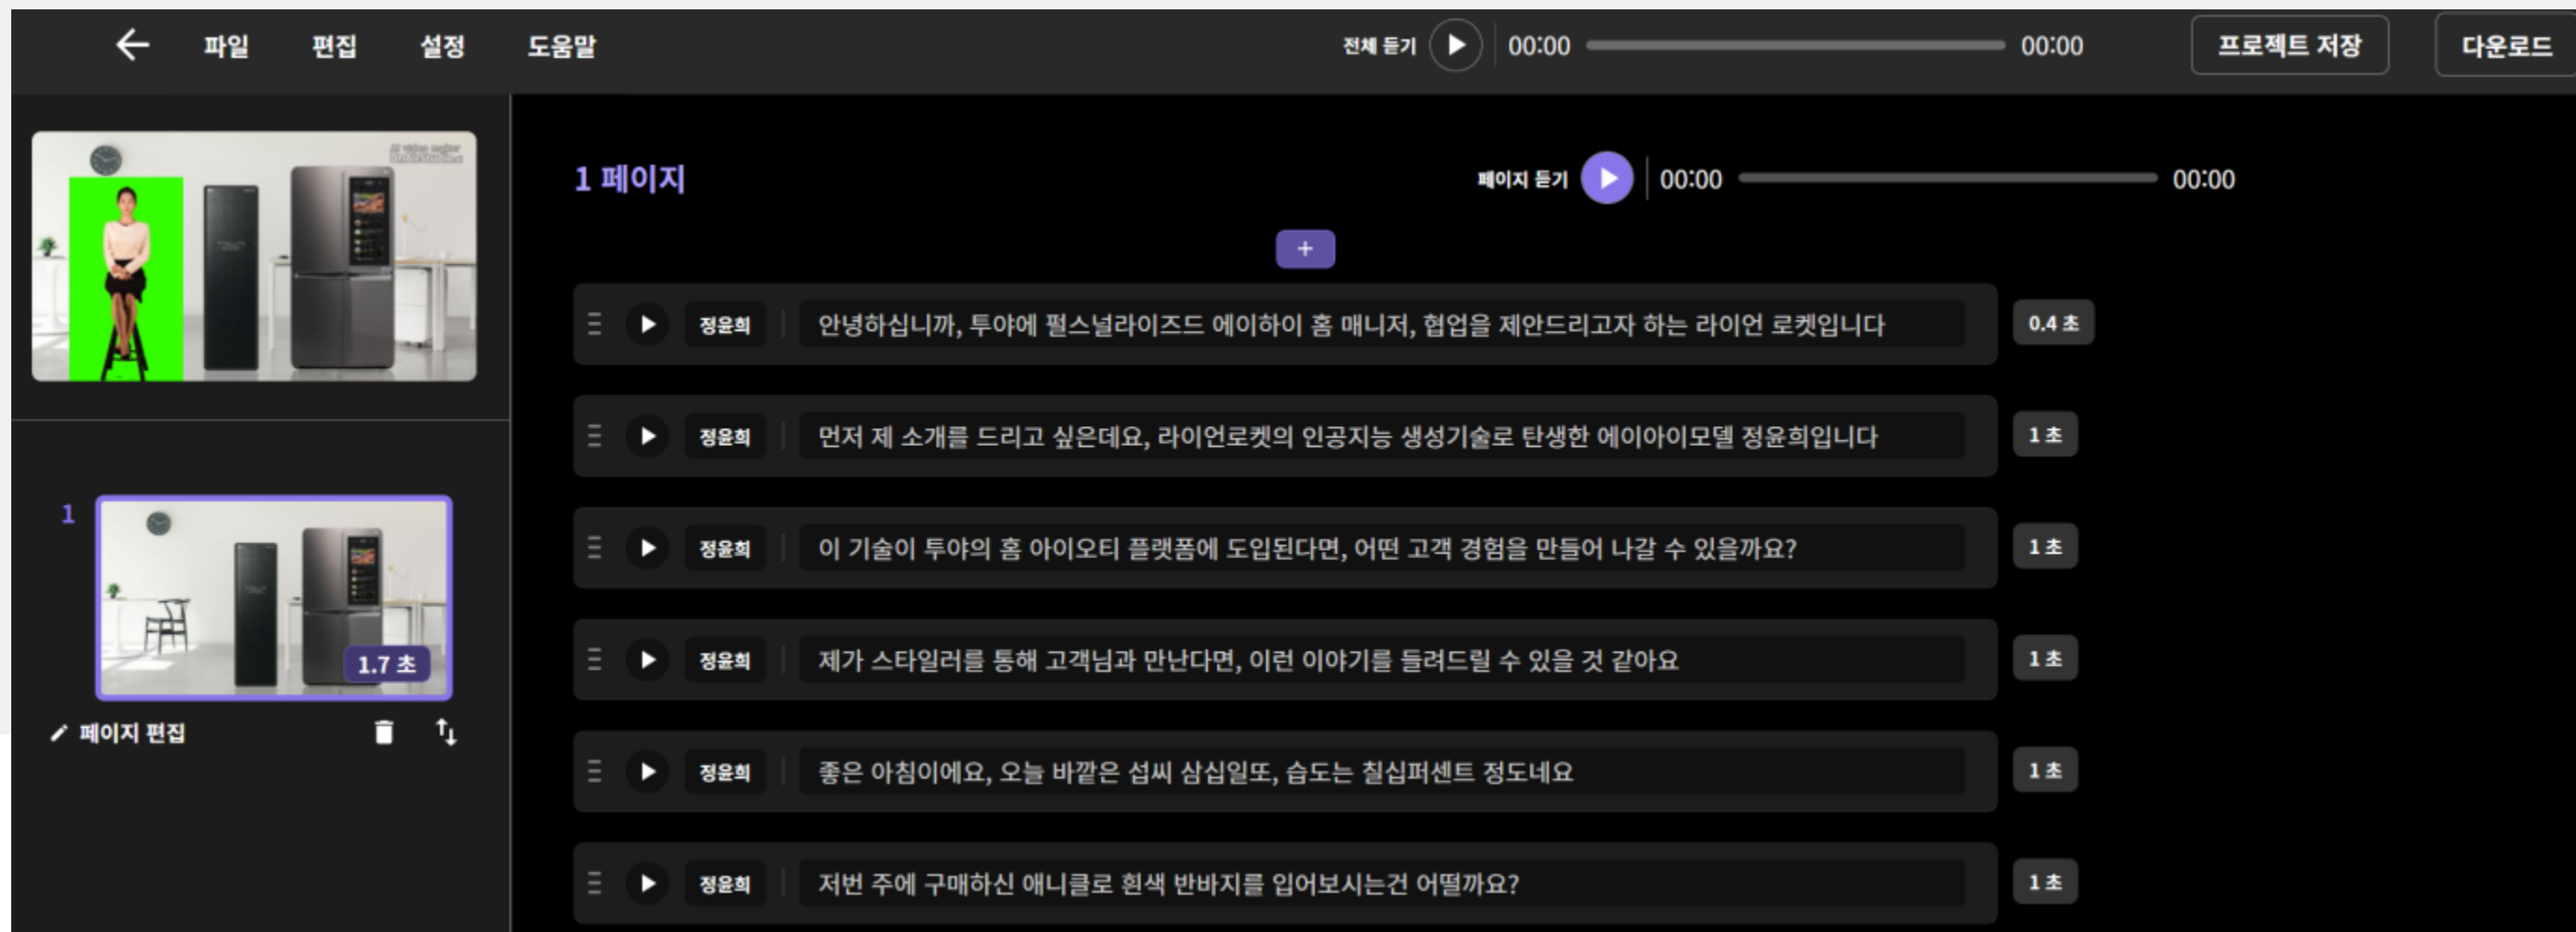 파일 편집 설정 도움말 전체 듣기 00:00 00:00 프로젝트 저장 다운로드
AI video maker
1 페이지 페이지 듣기 00:00 00:00
+
정윤희 안녕하십니까, 투야에 펄스널라이즈드 에이하이 홈 매니저, 협업을 제안드리고자 하는 라이언 로켓입니다 0.4 초
정윤희 먼저 제 소개를 드리고 싶은데요, 라이언로켓의 인공지능 생성기술로 탄생한 에이아이모델 정윤희입니다 1 초
1
정윤희 이 기술이 투야의 홈 아이오티 플랫폼에 도입된다면, 어떤 고객 경험을 만들어 나갈 수 있을까요? 1 초
1.7 초
정윤희 제가 스타일러를 통해 고객님과 만난다면, 이런 이야기를 들려드릴 수 있을 것 같아요 1 초
페이지 편집
정윤희 좋은 아침이에요, 오늘 바깥은 섭씨 삼십일또, 습도는 칠십퍼센트 정도네요 1 초
정윤희 저번 주에 구매하신 애니클로 흰색 반바지를 입어보시는건 어떨까요? 1 초